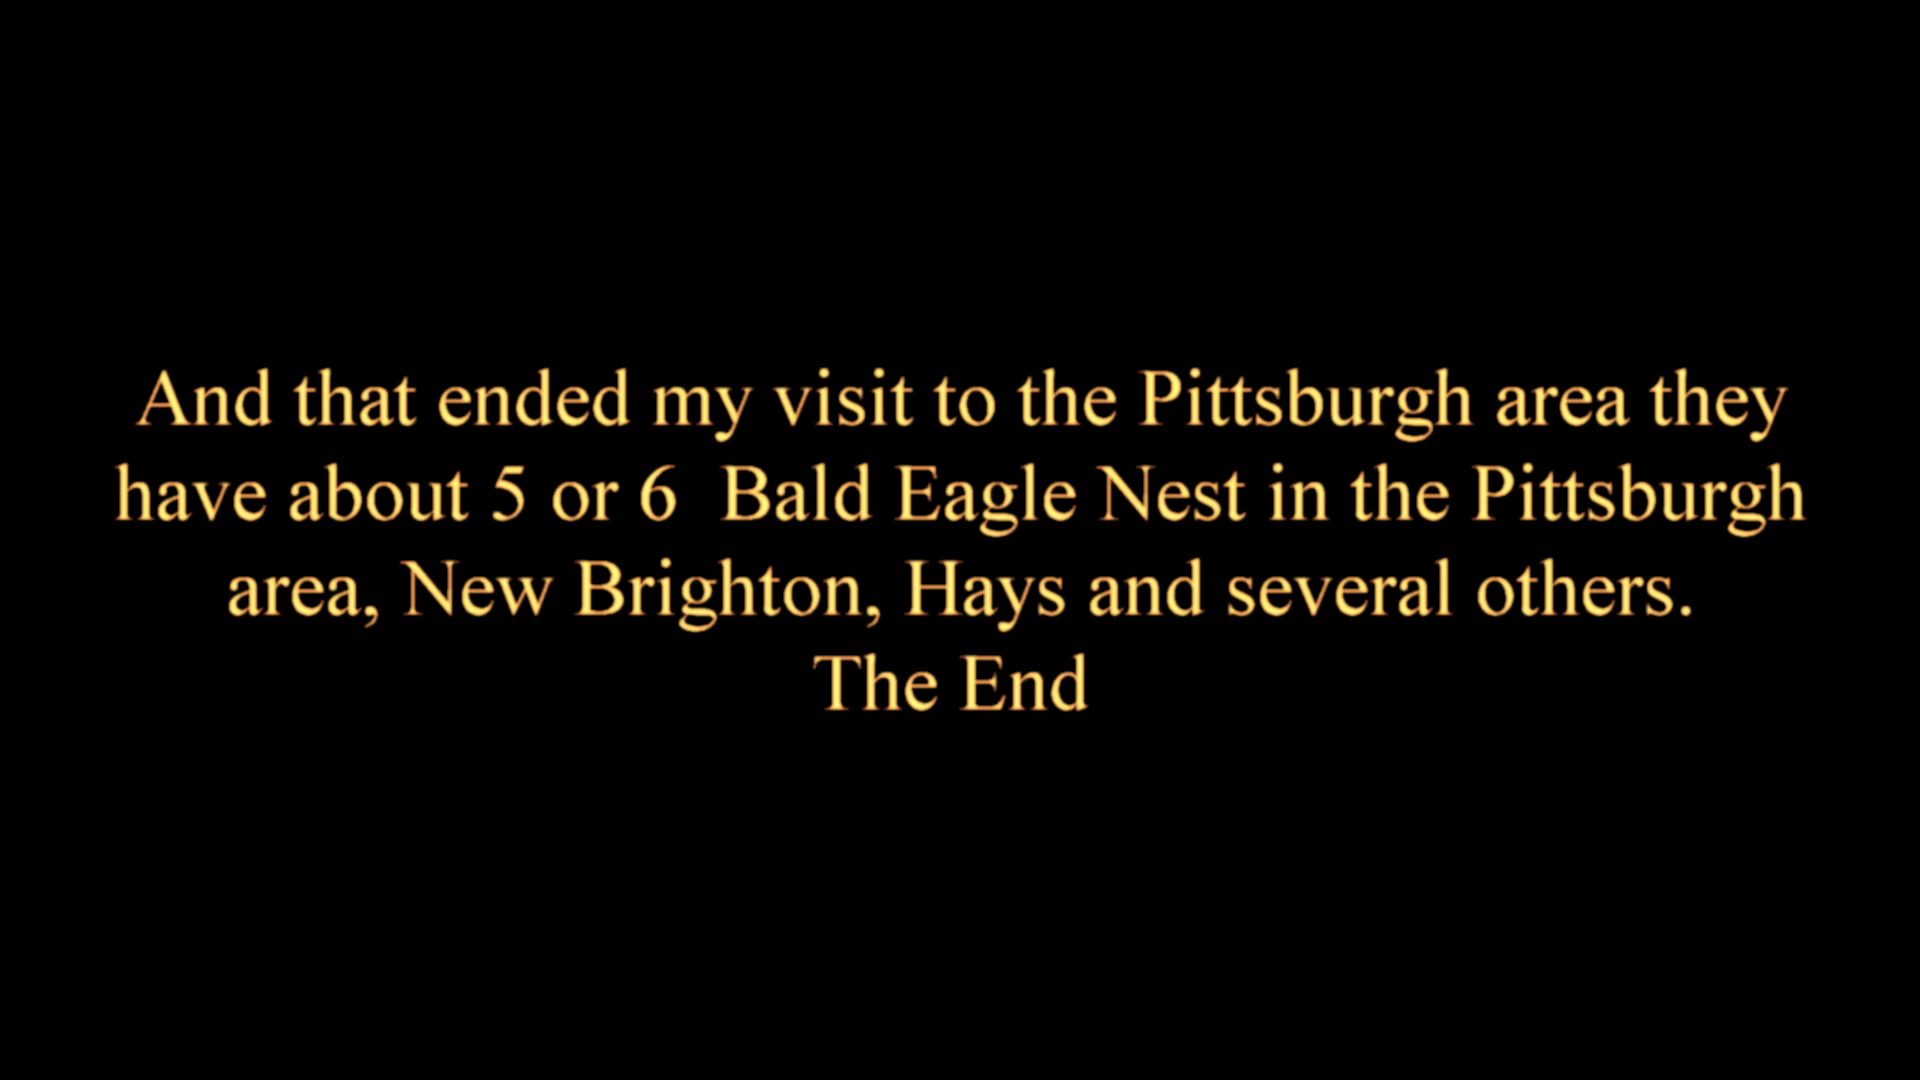 And that ended my visit to the Pittsburgh area they
have about 5 or 6  Bald Eagle Nest in the Pittsburgh
area, New Brighton, Hays and several others.
The End